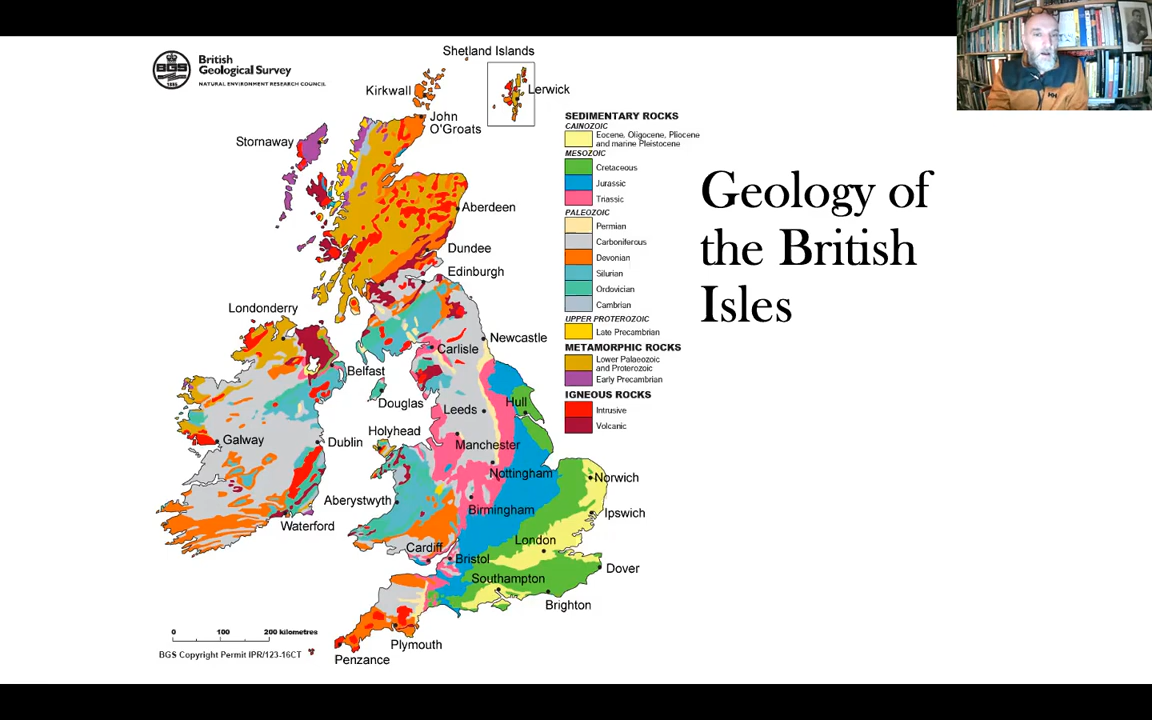 British
Geological Survey
NATURAL ENVIRONMENT RESEARCH COUNCIL
BGS
1835
Shetland Islands
Kirkwall
Lerwick
John
O'Groats
Stornaway
Aberdeen
Dundee
Edinburgh
Londonderry
Newcastle
Carlisle
Belfast
Douglas
Leeds
Hull
Holyhead
Galway
Dublin
Manchester
Nottingham
Norwich
Aberystwyth
Birmingham
Ipswich
Waterford
London
Cardiff
Bristol
Dover
Southampton
Brighton
Plymouth
Penzance
0 100 200 kilometres
BGS Copyright Permit IPR/123-16CT
SEDIMENTARY ROCKS
CAINOZOIC
Eocene, Oligocene, Pliocene
and marine Pleistocene
MESOZOIC
Cretaceous
Jurassic
Triassic
PALEOZOIC
Permian
Carboniferous
Devonian
Silurian
Ordovician
Cambrian
UPPER PROTEROZOIC
Late Precambrian
METAMORPHIC ROCKS
Lower Palaeozoic
and Proterozoic
Early Precambrian
IGNEOUS ROCKS
Intrusive
Volcanic
Geology of
the British
Isles
HH